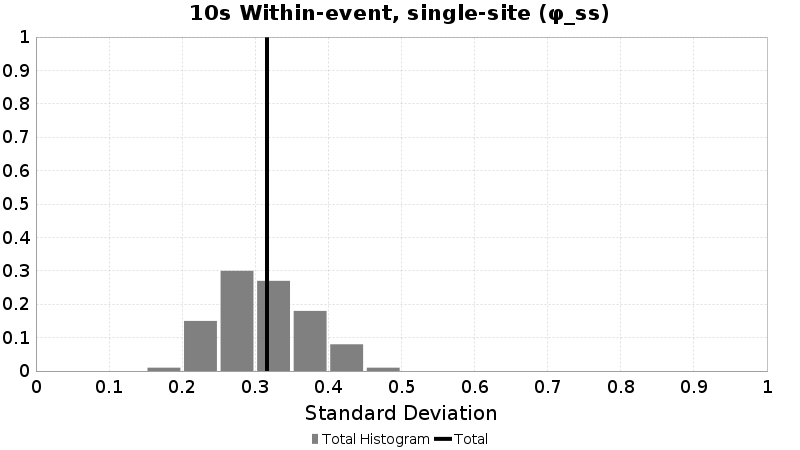 10s Within-event, single-site (φ_ss)
1
0.9
0.8
0.7
0.6
0.5
0.4
0.3
0.2
0.1
0
0 0.1 0.2 0.3 0.4 0.5 0.6 0.7 0.8 0.9 1
Standard Deviation
Total Histogram Total